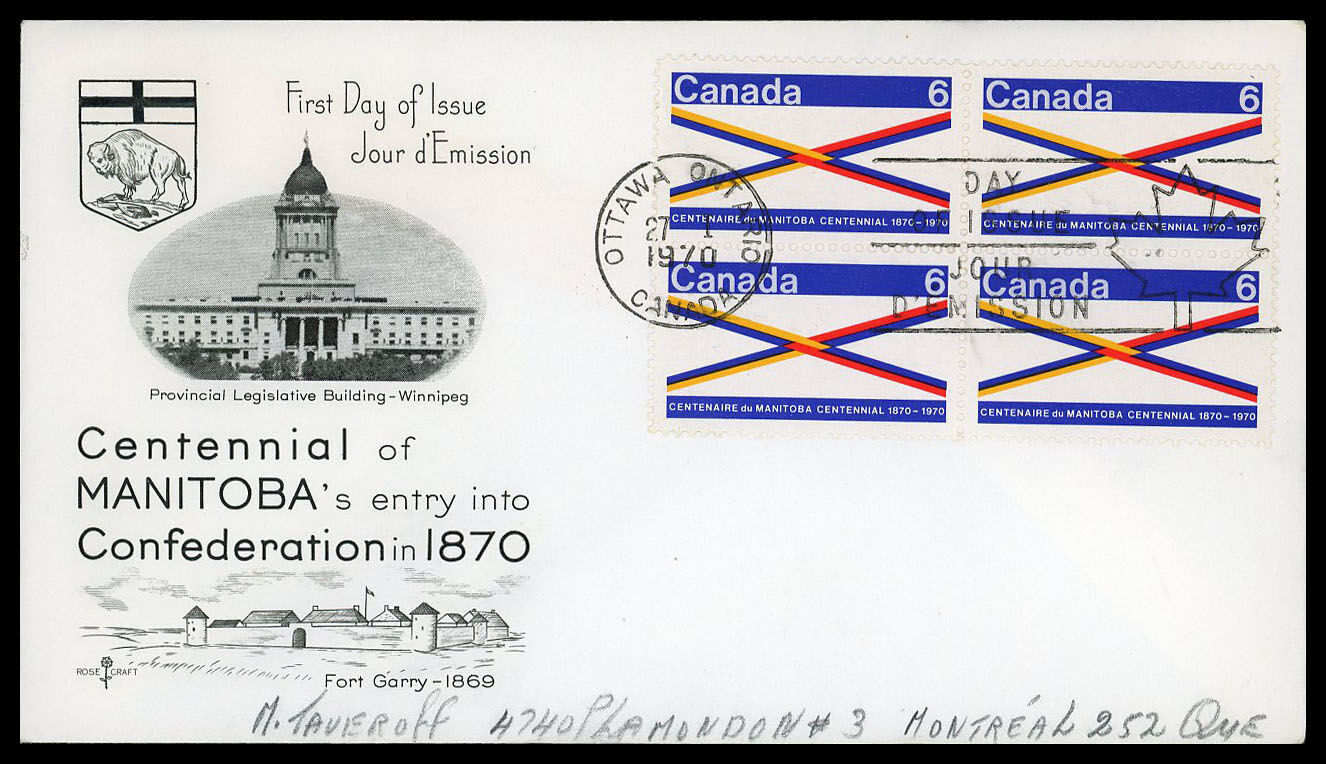 First Day of Issue
Jour d'Emission
Provincial Legislative Building - Winnipeg
Centennial of
MANITOBA's entry into
Confederation in 1870
ROSE CRAFT
Fort Garry - 1869
Canada 6
CENTENAIRE du MANITOBA CENTENNIAL 1870 - 1970
Canada 6
CENTENAIRE du MANITOBA CENTENNIAL 1870 - 1970
Canada 6
CENTENAIRE du MANITOBA CENTENNIAL 1870 - 1970
Canada 6
CENTENAIRE du MANITOBA CENTENNIAL 1870 - 1970
OTTAWA ONTARIO
27 I
1970
CANADA
DAY
OF ISSUE
JOUR
D'EMISSION
M. Taveroff 4740 Plamondon # 3 Montréal 252 Que